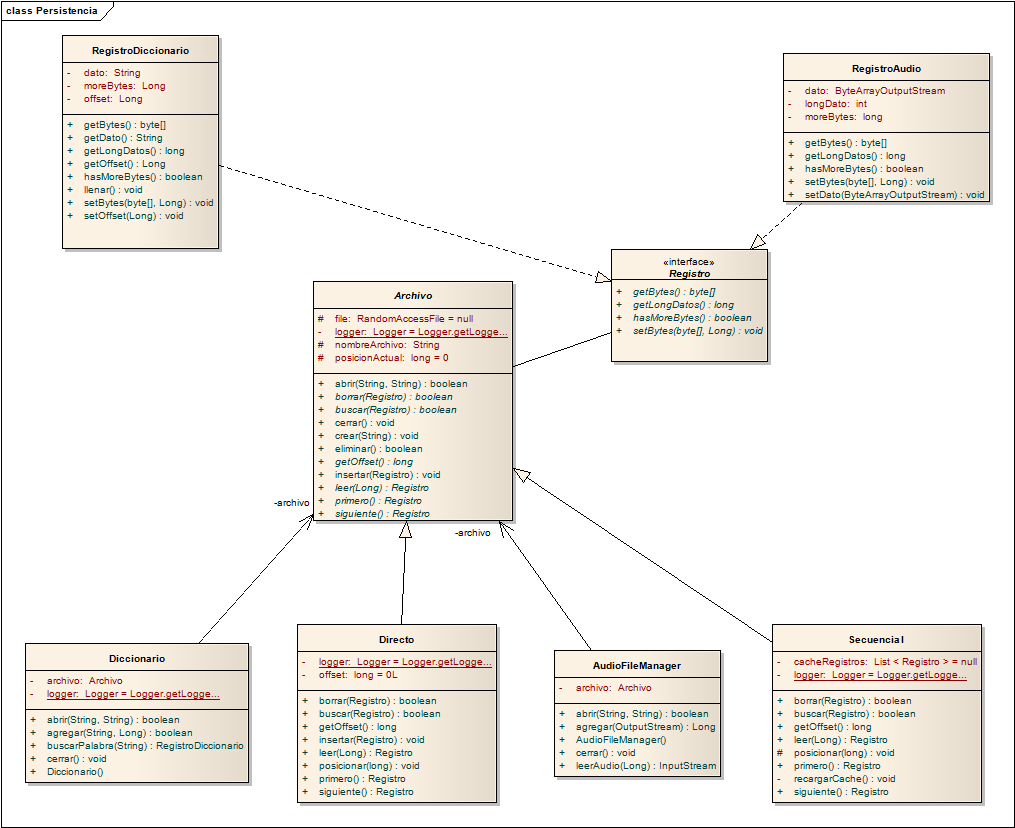 class Persistencia
RegistroDiccionario
- dato: String
- moreBytes: Long
- offset: Long
+ getBytes() : byte[]
+ getDato() : String
+ getLongDatos() : long
+ getOffset() : Long
+ hasMoreBytes() : boolean
+ llenar() : void
+ setBytes(byte[], Long) : void
+ setOffset(Long) : void
RegistroAudio
- dato: ByteArrayOutputStream
- longDato: int
- moreBytes: long
+ getBytes() : byte[]
+ getLongDatos() : long
+ hasMoreBytes() : boolean
+ setBytes(byte[], Long) : void
+ setDato(ByteArrayOutputStream) : void
«interface»
Registro
+ getBytes() : byte[]
+ getLongDatos() : long
+ hasMoreBytes() : boolean
+ setBytes(byte[], Long) : void
Archivo
# file: RandomAccessFile = null
- logger: Logger = Logger.getLogge...
# nombreArchivo: String
# posicionActual: long = 0
+ abrir(String, String) : boolean
+ borrar(Registro) : boolean
+ buscar(Registro) : boolean
+ cerrar() : void
+ crear(String) : void
+ eliminar() : boolean
+ getOffset() : long
+ insertar(Registro) : void
+ leer(Long) : Registro
+ primero() : Registro
+ siguiente() : Registro
-archivo
-archivo
Diccionario
- archivo: Archivo
- logger: Logger = Logger.getLogge...
+ abrir(String, String) : boolean
+ agregar(String, Long) : boolean
+ buscarPalabra(String) : RegistroDiccionario
+ cerrar() : void
+ Diccionario()
Directo
- logger: Logger = Logger.getLogge...
- offset: long = 0L
+ borrar(Registro) : boolean
+ buscar(Registro) : boolean
+ getOffset() : long
+ insertar(Registro) : void
+ leer(Long) : Registro
+ posicionar(long) : void
+ primero() : Registro
+ siguiente() : Registro
AudioFileManager
- archivo: Archivo
+ abrir(String, String) : boolean
+ agregar(OutputStream) : Long
+ AudioFileManager()
+ cerrar() : void
+ leerAudio(Long) : InputStream
Secuencial
- cacheRegistros: List < Registro > = null
- logger: Logger = Logger.getLogge...
+ borrar(Registro) : boolean
+ buscar(Registro) : boolean
+ getOffset() : long
+ leer(Long) : Registro
# posicionar(long) : void
+ primero() : Registro
- recargarCache() : void
+ siguiente() : Registro